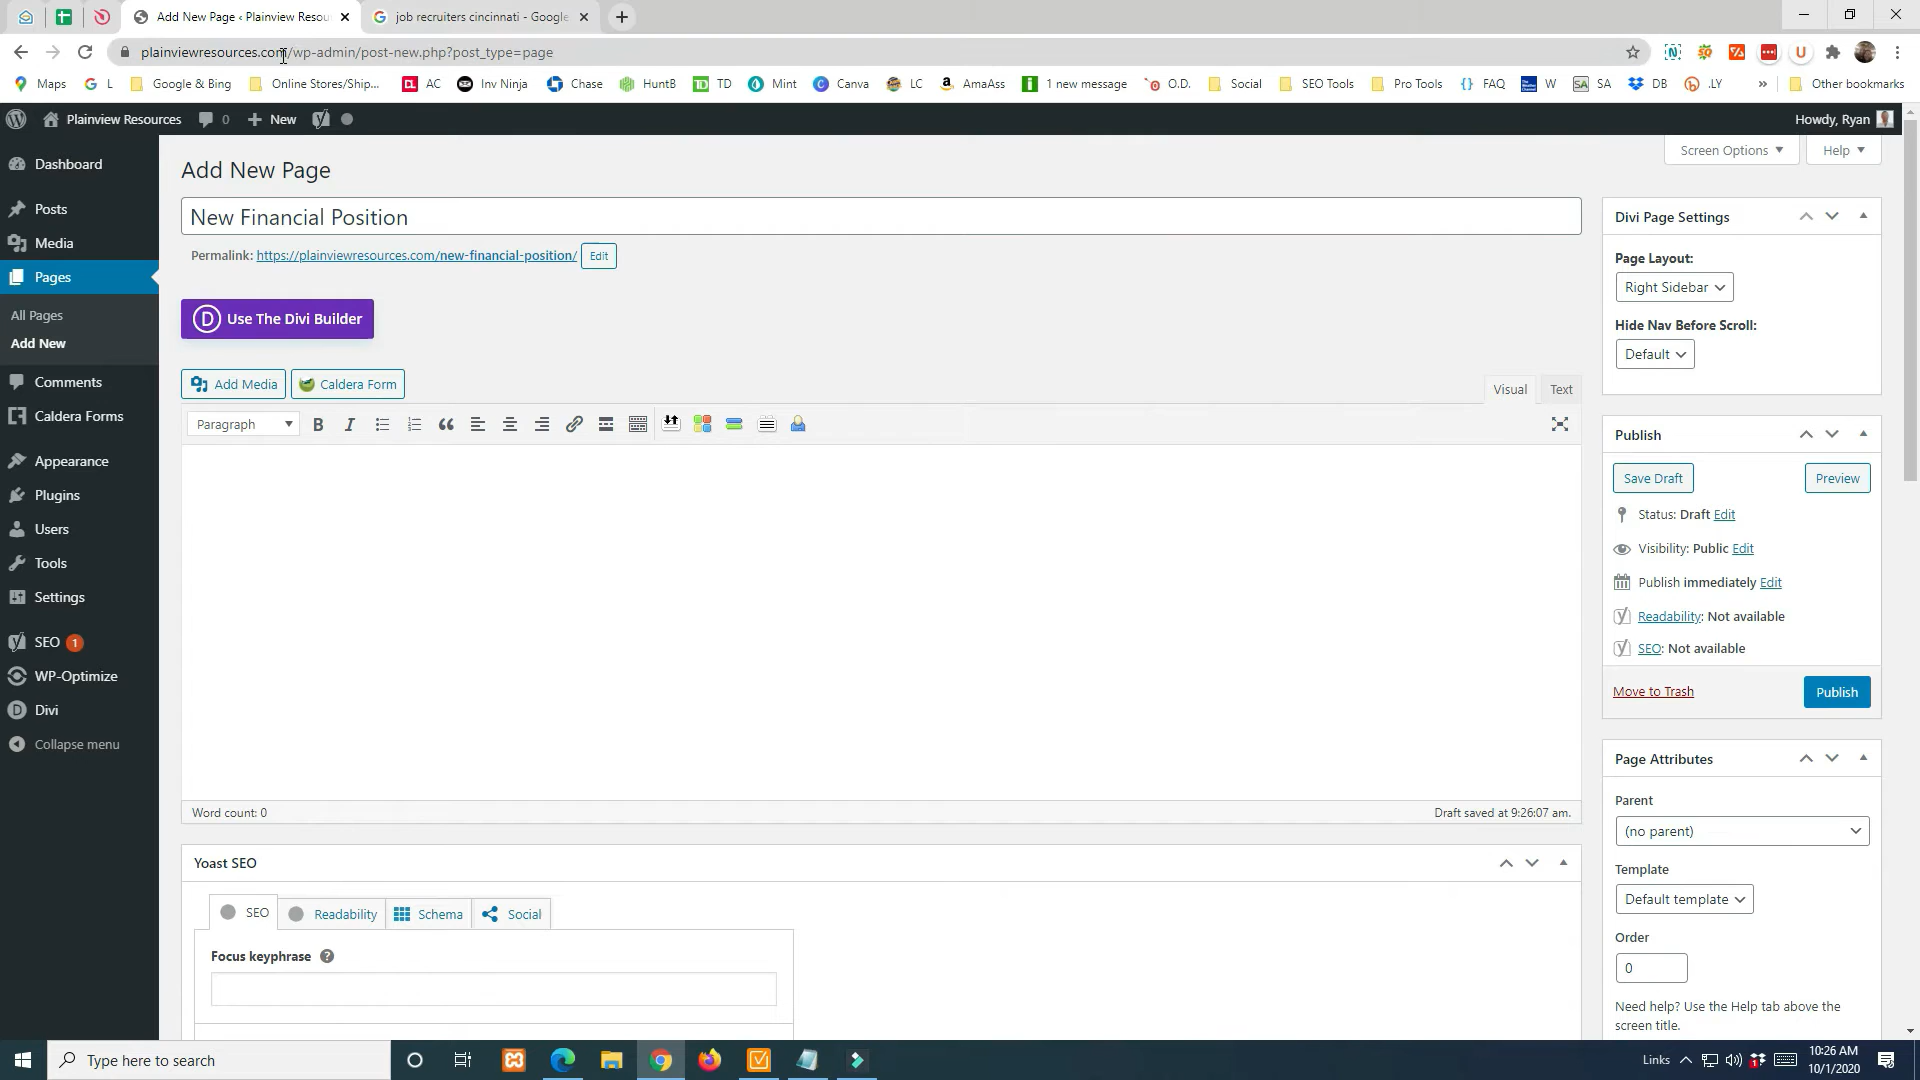 Add New Page ‹ Plainview Resou
job recruiters cincinnati - Google
plainviewresources.com/wp-admin/post-new.php?post_type=page
Maps
G L
Google & Bing
Online Stores/Ship...
AC
Inv Ninja
Chase
HuntB
TD
Mint
Canva
LC
AmaAss
1 new message
O.D.
Social
SEO Tools
Pro Tools
FAQ
W
SA
DB
.LY
»
Other bookmarks
Plainview Resources
0
New
Howdy, Ryan
Dashboard
Posts
Media
Pages
All Pages
Add New
Comments
Caldera Forms
Appearance
Plugins
Users
Tools
Settings
SEO 1
WP-Optimize
Divi
Collapse menu
Add New Page
Screen Options
Help
New Financial Position
Permalink: https://plainviewresources.com/new-financial-position/ Edit
Use The Divi Builder
Add Media
Caldera Form
Visual
Text
Paragraph
Word count: 0
Draft saved at 9:26:07 am.
Yoast SEO
SEO
Readability
Schema
Social
Focus keyphrase
Divi Page Settings
Page Layout:
Right Sidebar
Hide Nav Before Scroll:
Default
Publish
Save Draft
Preview
Status: Draft Edit
Visibility: Public Edit
Publish immediately Edit
Readability: Not available
SEO: Not available
Move to Trash
Publish
Page Attributes
Parent
(no parent)
Template
Default template
Order
0
Need help? Use the Help tab above the
screen title.
Type here to search
Links
10:26 AM
10/1/2020